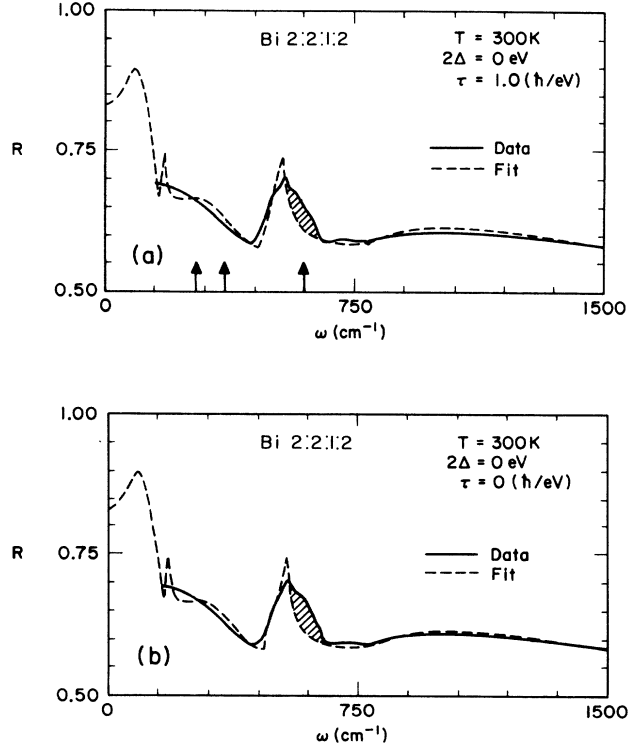 1.00
Bi 2:2:1:2
T = 300K
2Δ = 0 eV
τ = 1.0 (ħ/eV)
R
0.75
Data
Fit
(a)
0.50
0
750
1500
ω (cm⁻¹)
1.00
Bi 2:2:1:2
T = 300K
2Δ = 0 eV
τ = 0 (ħ/eV)
R
0.75
Data
Fit
(b)
0.50
0
750
1500
ω (cm⁻¹)